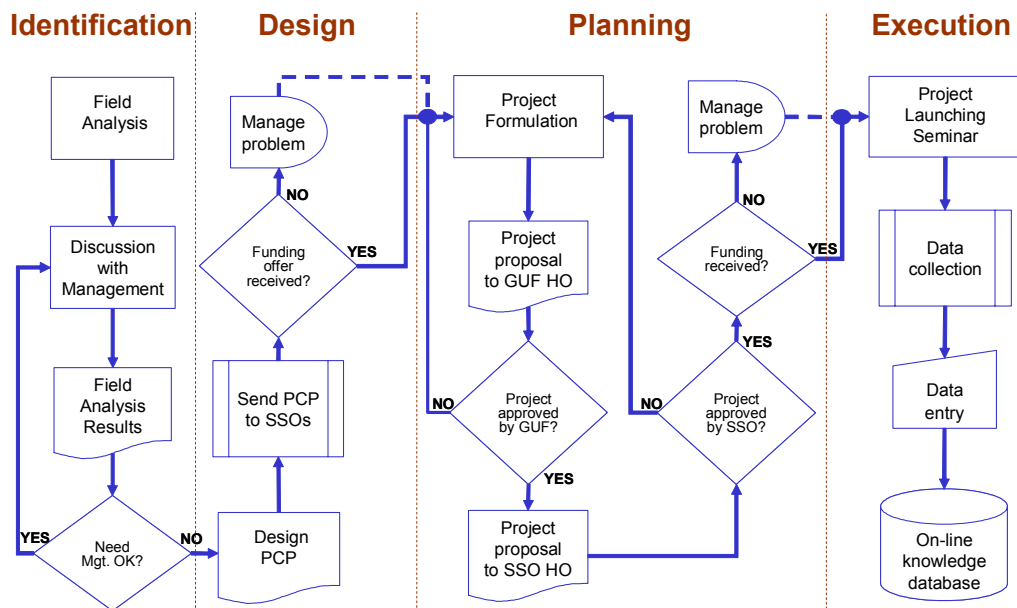 Identification
Design
Planning
Execution
Field
Analysis
Discussion
with
Management
Field
Analysis
Results
YES
Need
Mgt. OK?
NO
Manage
problem
NO
Funding
offer
received?
YES
Send PCP
to SSOs
Design
PCP
Project
Formulation
Project
proposal
to GUF HO
NO
Project
approved
by GUF?
YES
Project
proposal
to SSO HO
Manage
problem
NO
Funding
received?
YES
YES
NO
Project
approved
by SSO?
Project
Launching
Seminar
Data
collection
Data
entry
On-line
knowledge
database